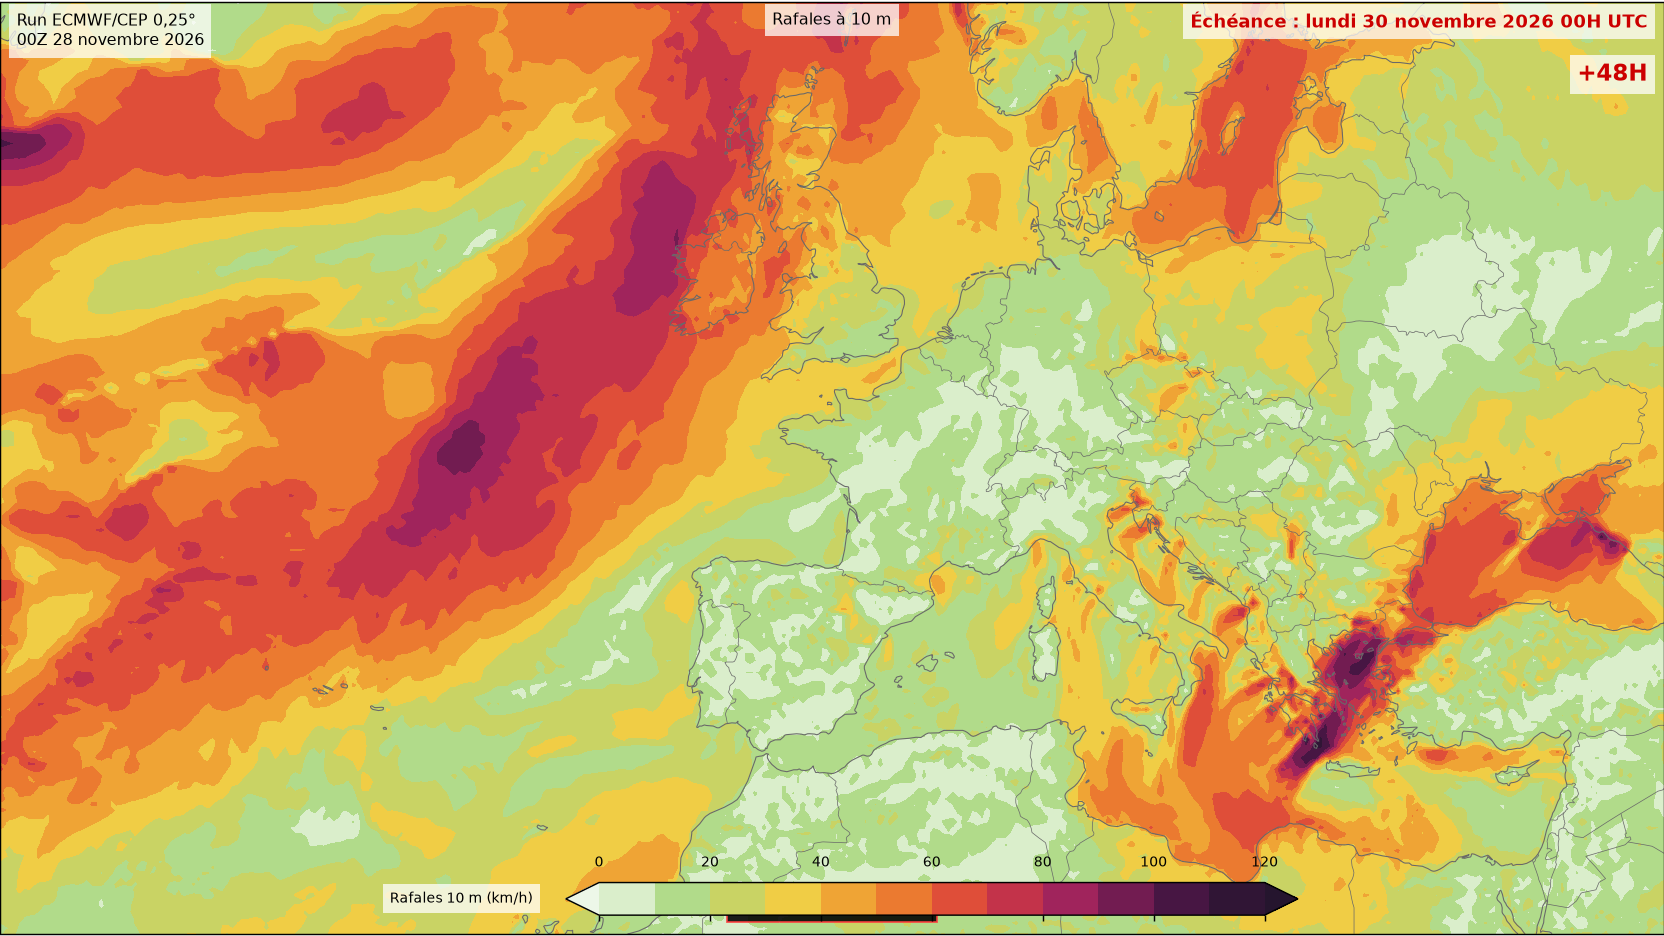 Run ECMWF/CEP 0,25°
00Z 28 novembre 2026
Rafales à 10 m
Échéance : lundi 30 novembre 2026 00H UTC
+48H
0 20 40 60 80 100 120
Rafales 10 m (km/h)